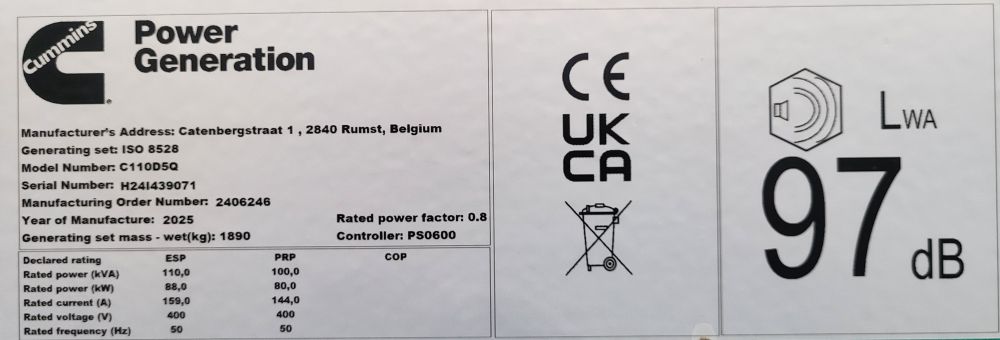 Cummins
Power
Generation
Manufacturer's Address: Catenbergstraat 1 , 2840 Rumst, Belgium
Generating set: ISO 8528
Model Number: C110D5Q
Serial Number: H24I439071
Manufacturing Order Number: 2406246
Year of Manufacture: 2025 Rated power factor: 0.8
Generating set mass - wet(kg): 1890 Controller: PS0600
Declared rating ESP PRP COP
Rated power (kVA) 110,0 100,0
Rated power (kW) 88,0 80,0
Rated current (A) 159,0 144,0
Rated voltage (V) 400 400
Rated frequency (Hz) 50 50
CE
UK
CA
LWA
97 dB